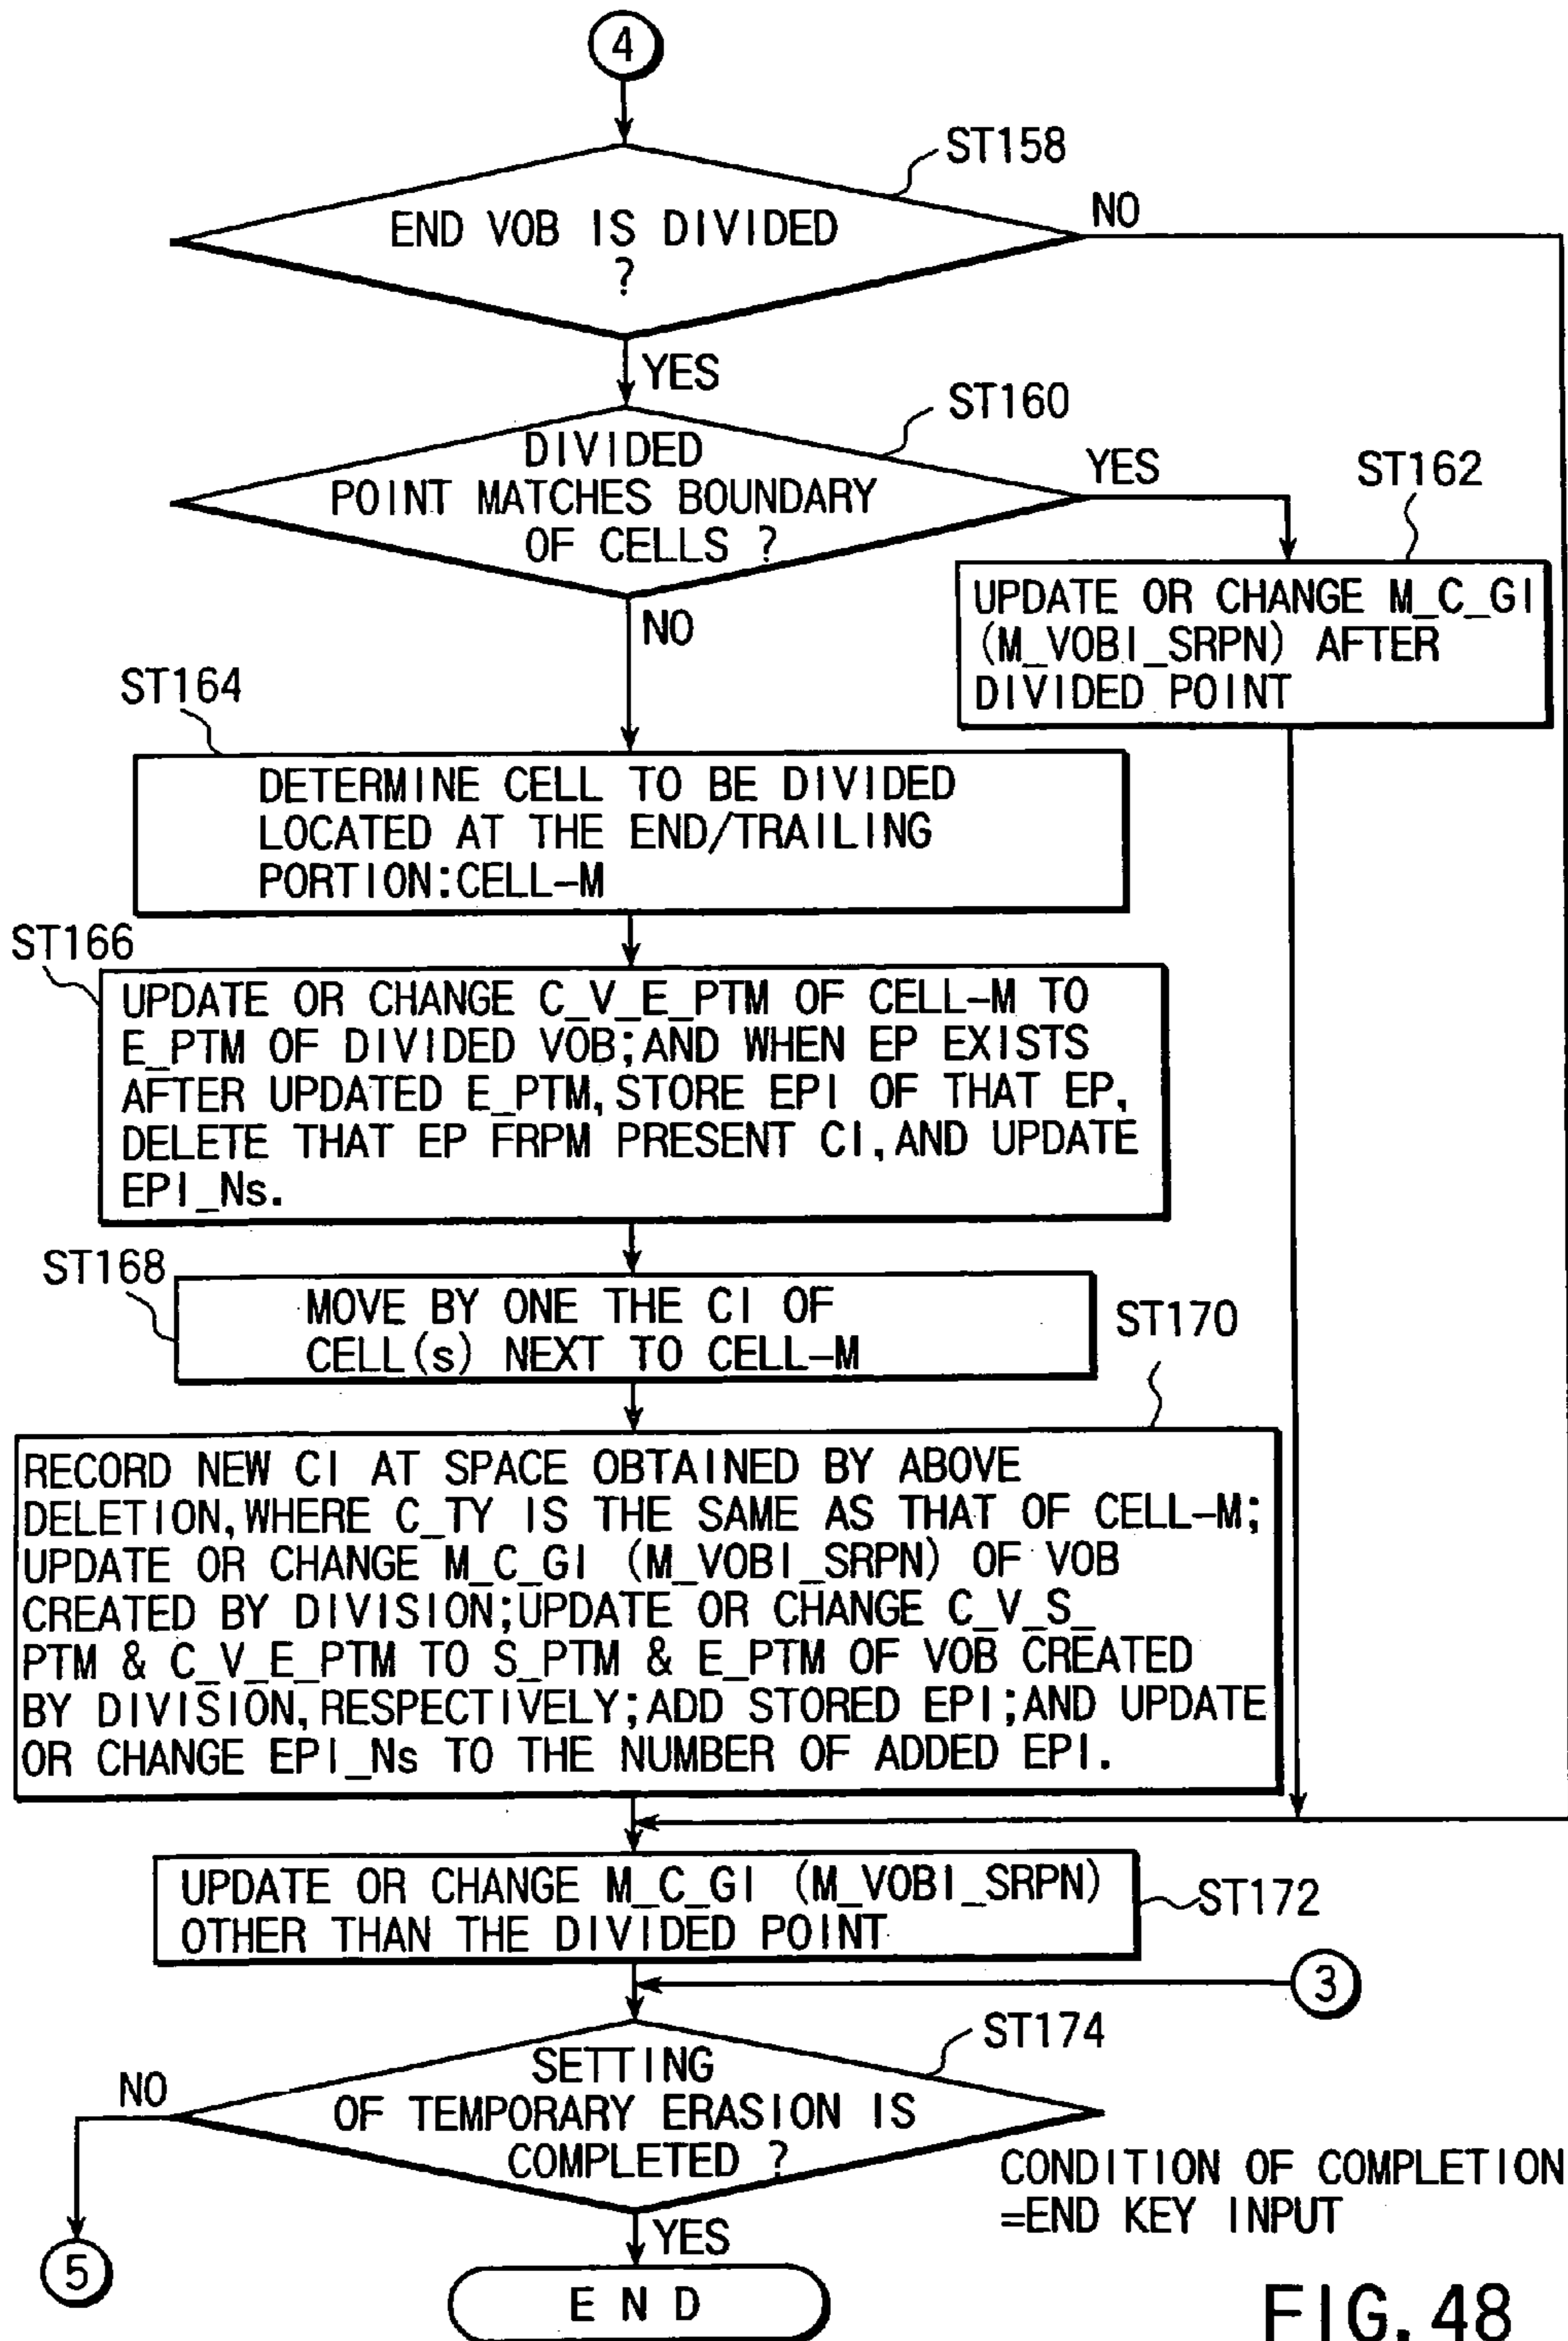 4
ST158
END VOB IS DIVIDED
?
NO
YES
ST160
DIVIDED
POINT MATCHES BOUNDARY
OF CELLS ?
YES
ST162
UPDATE OR CHANGE M_C_GI
(M_VOBI_SRPN) AFTER
DIVIDED POINT
NO
ST164
DETERMINE CELL TO BE DIVIDED
LOCATED AT THE END/TRAILING
PORTION:CELL-M
ST166
UPDATE OR CHANGE C_V_E_PTM OF CELL-M TO
E_PTM OF DIVIDED VOB;AND WHEN EP EXISTS
AFTER UPDATED E_PTM,STORE EPI OF THAT EP,
DELETE THAT EP FRPM PRESENT CI,AND UPDATE
EPI_Ns.
ST168
MOVE BY ONE THE CI OF
CELL(s) NEXT TO CELL-M
ST170
RECORD NEW CI AT SPACE OBTAINED BY ABOVE
DELETION,WHERE C_TY IS THE SAME AS THAT OF CELL-M;
UPDATE OR CHANGE M_C_GI (M_VOBI_SRPN) OF VOB
CREATED BY DIVISION;UPDATE OR CHANGE C_V_S_
PTM & C_V_E_PTM TO S_PTM & E_PTM OF VOB CREATED
BY DIVISION,RESPECTIVELY;ADD STORED EPI;AND UPDATE
OR CHANGE EPI_Ns TO THE NUMBER OF ADDED EPI.
UPDATE OR CHANGE M_C_GI (M_VOBI_SRPN)
OTHER THAN THE DIVIDED POINT
ST172
3
ST174
SETTING
OF TEMPORARY ERASION IS
COMPLETED ?
NO
CONDITION OF COMPLETION
=END KEY INPUT
YES
5
END
FIG.48